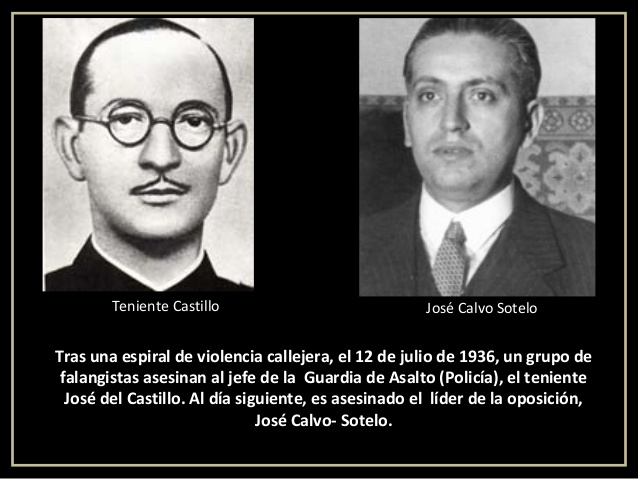 Teniente Castillo
José Calvo Sotelo
Tras una espiral de violencia callejera, el 12 de julio de 1936, un grupo de
falangistas asesinan al jefe de la  Guardia de Asalto (Policía), el teniente
José del Castillo. Al día siguiente, es asesinado el  líder de la oposición,
José Calvo- Sotelo.